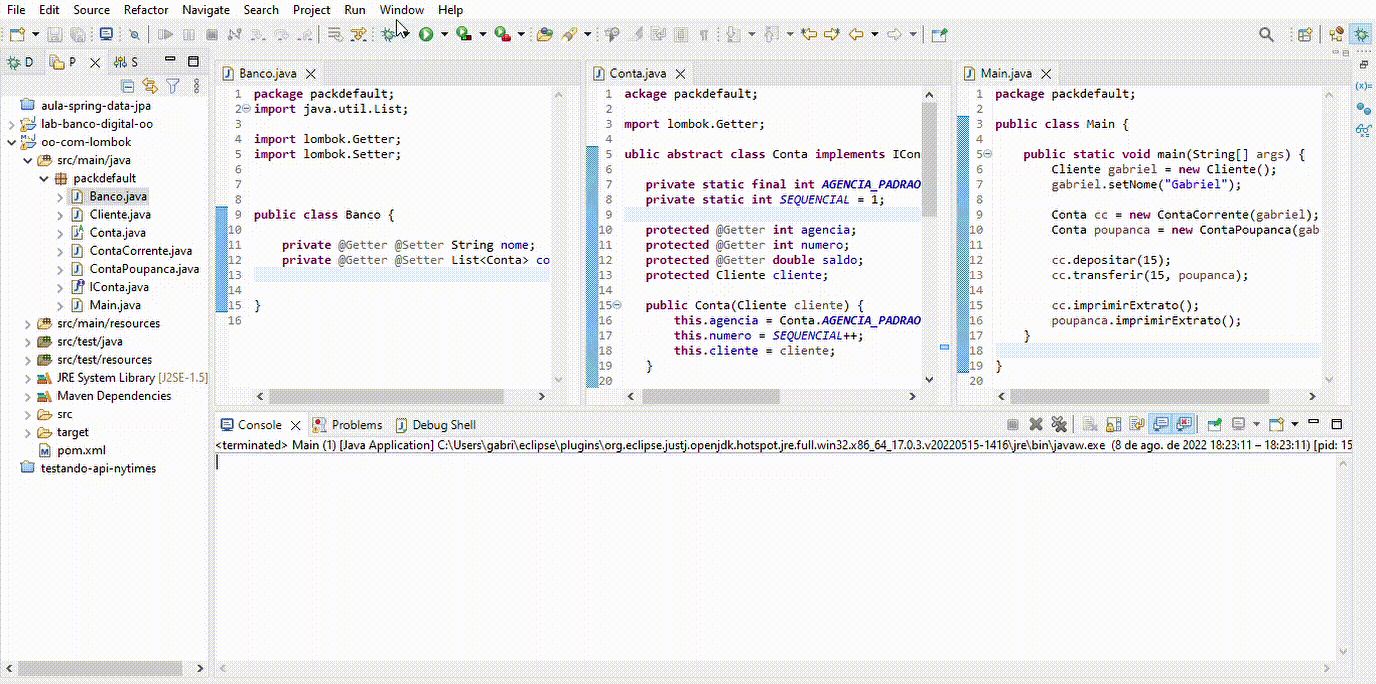 File Edit Source Refactor Navigate Search Project Run Window Help
D P S
aula-spring-data-jpa
lab-banco-digital-oo
oo-com-lombok
src/main/java
packdefault
Banco.java
Cliente.java
Conta.java
ContaCorrente.java
ContaPoupanca.java
IConta.java
Main.java
src/main/resources
src/test/java
src/test/resources
JRE System Library [J2SE-1.5]
Maven Dependencies
src
target
pom.xml
testando-api-nytimes
Banco.java
1 package packdefault;
2 import java.util.List;
3
4 import lombok.Getter;
5 import lombok.Setter;
6
7
8
9 public class Banco {
10
11 private @Getter @Setter String nome;
12 private @Getter @Setter List<Conta> co
13
14
15 }
16
Conta.java
1 ackage packdefault;
2
3 mport lombok.Getter;
4
5 ublic abstract class Conta implements ICon
6
7 private static final int AGENCIA_PADRAO
8 private static int SEQUENCIAL = 1;
9
10 protected @Getter int agencia;
11 protected @Getter int numero;
12 protected @Getter double saldo;
13 protected Cliente cliente;
14
15 public Conta(Cliente cliente) {
16 this.agencia = Conta.AGENCIA_PADRAO
17 this.numero = SEQUENCIAL++;
18 this.cliente = cliente;
19 }
20
Main.java
1 package packdefault;
2
3 public class Main {
4
5 public static void main(String[] args) {
6 Cliente gabriel = new Cliente();
7 gabriel.setNome("Gabriel");
8
9 Conta cc = new ContaCorrente(gabriel);
10 Conta poupanca = new ContaPoupanca(gab
11
12 cc.depositar(15);
13 cc.transferir(15, poupanca);
14
15 cc.imprimirExtrato();
16 poupanca.imprimirExtrato();
17 }
18
19 }
20
Console Problems Debug Shell
<terminated> Main (1) [Java Application] C:\Users\gabri\eclipse\plugins\org.eclipse.justj.openjdk.hotspot.jre.full.win32.x86_64_17.0.3.v20220515-1416\jre\bin\javaw.exe (8 de ago. de 2022 18:23:11 – 18:23:11) [pid: 15